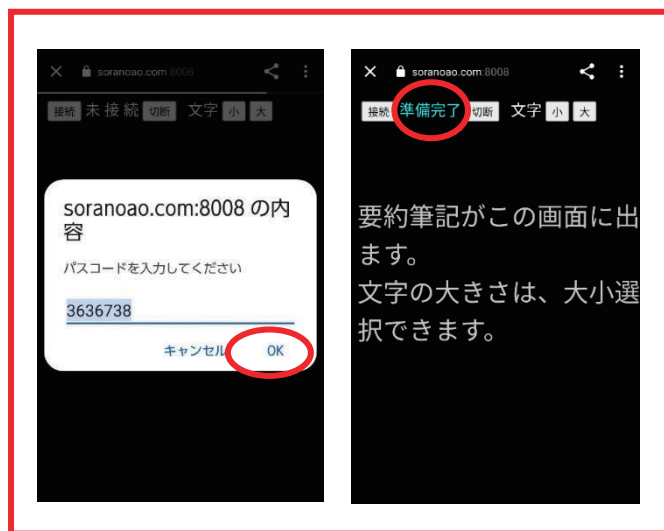 soranoao.com:8008
接続 未接続 切断 文字 小 大
soranoao.com:8008 の内
容
パスコードを入力してください
3636738
キャンセル OK
soranoao.com:8008
接続 準備完了 切断 文字 小 大
要約筆記がこの画面に出
ます。
文字の大きさは、大小選
択できます。